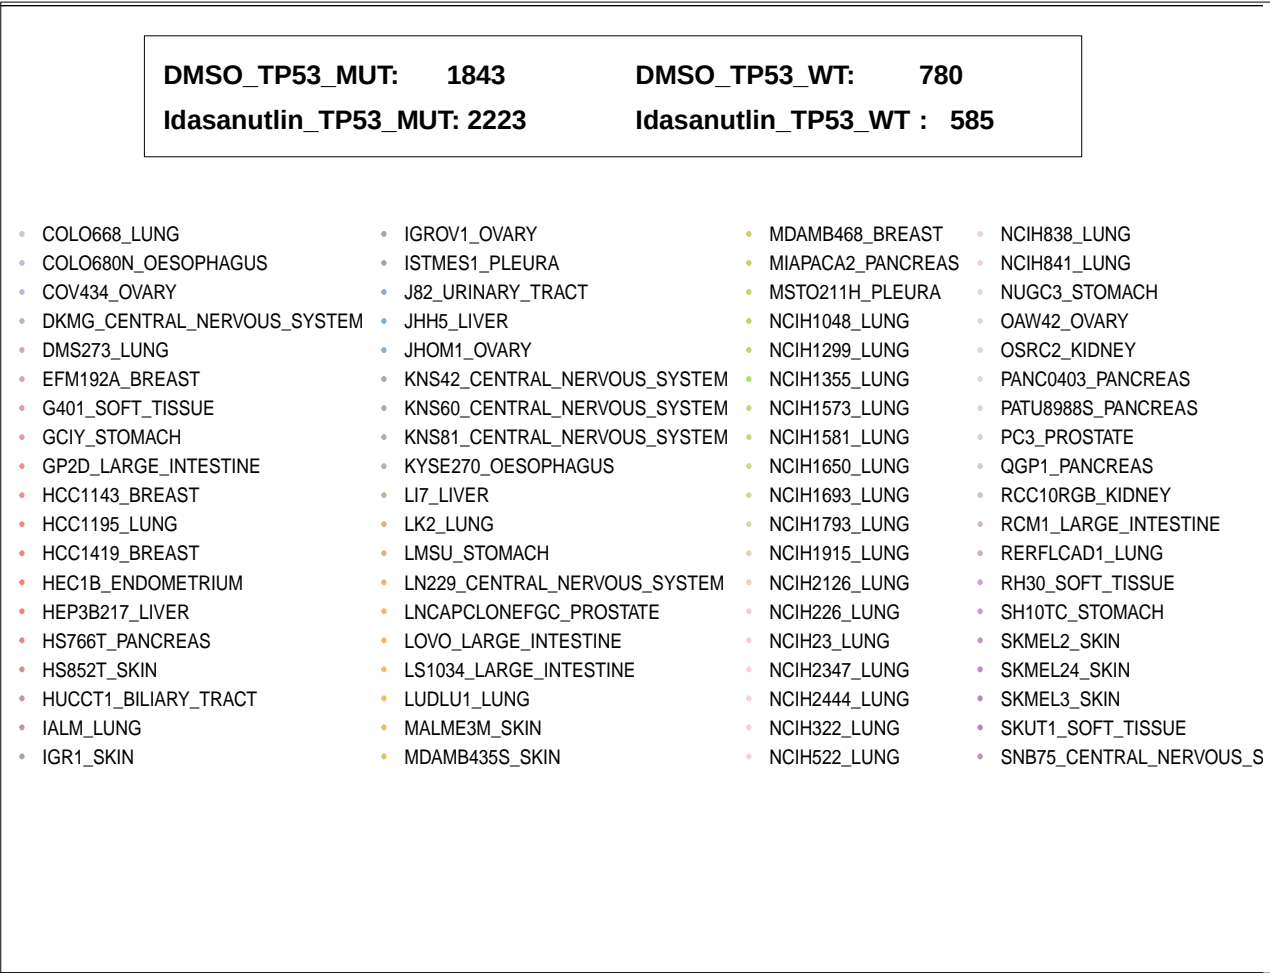 DMSO_TP53_MUT: 1843 DMSO_TP53_WT: 780
Idasanutlin_TP53_MUT: 2223 Idasanutlin_TP53_WT : 585
COLO668_LUNG
COLO680N_OESOPHAGUS
COV434_OVARY
DKMG_CENTRAL_NERVOUS_SYSTEM
DMS273_LUNG
EFM192A_BREAST
G401_SOFT_TISSUE
GCIY_STOMACH
GP2D_LARGE_INTESTINE
HCC1143_BREAST
HCC1195_LUNG
HCC1419_BREAST
HEC1B_ENDOMETRIUM
HEP3B217_LIVER
HS766T_PANCREAS
HS852T_SKIN
HUCCT1_BILIARY_TRACT
IALM_LUNG
IGR1_SKIN
IGROV1_OVARY
ISTMES1_PLEURA
J82_URINARY_TRACT
JHH5_LIVER
JHOM1_OVARY
KNS42_CENTRAL_NERVOUS_SYSTEM
KNS60_CENTRAL_NERVOUS_SYSTEM
KNS81_CENTRAL_NERVOUS_SYSTEM
KYSE270_OESOPHAGUS
LI7_LIVER
LK2_LUNG
LMSU_STOMACH
LN229_CENTRAL_NERVOUS_SYSTEM
LNCAPCLONEFGC_PROSTATE
LOVO_LARGE_INTESTINE
LS1034_LARGE_INTESTINE
LUDLU1_LUNG
MALME3M_SKIN
MDAMB435S_SKIN
MDAMB468_BREAST
MIAPACA2_PANCREAS
MSTO211H_PLEURA
NCIH1048_LUNG
NCIH1299_LUNG
NCIH1355_LUNG
NCIH1573_LUNG
NCIH1581_LUNG
NCIH1650_LUNG
NCIH1693_LUNG
NCIH1793_LUNG
NCIH1915_LUNG
NCIH2126_LUNG
NCIH226_LUNG
NCIH23_LUNG
NCIH2347_LUNG
NCIH2444_LUNG
NCIH322_LUNG
NCIH522_LUNG
NCIH838_LUNG
NCIH841_LUNG
NUGC3_STOMACH
OAW42_OVARY
OSRC2_KIDNEY
PANC0403_PANCREAS
PATU8988S_PANCREAS
PC3_PROSTATE
QGP1_PANCREAS
RCC10RGB_KIDNEY
RCM1_LARGE_INTESTINE
RERFLCAD1_LUNG
RH30_SOFT_TISSUE
SH10TC_STOMACH
SKMEL2_SKIN
SKMEL24_SKIN
SKMEL3_SKIN
SKUT1_SOFT_TISSUE
SNB75_CENTRAL_NERVOUS_S